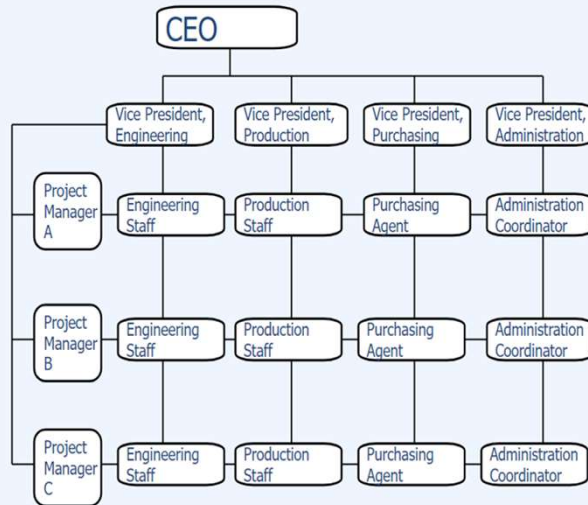 CEO
Vice President,
Engineering
Vice President,
Production
Vice President,
Purchasing
Vice President,
Administration
Project
Manager
A
Engineering
Staff
Production
Staff
Purchasing
Agent
Administration
Coordinator
Project
Manager
B
Engineering
Staff
Production
Staff
Purchasing
Agent
Administration
Coordinator
Project
Manager
C
Engineering
Staff
Production
Staff
Purchasing
Agent
Administration
Coordinator